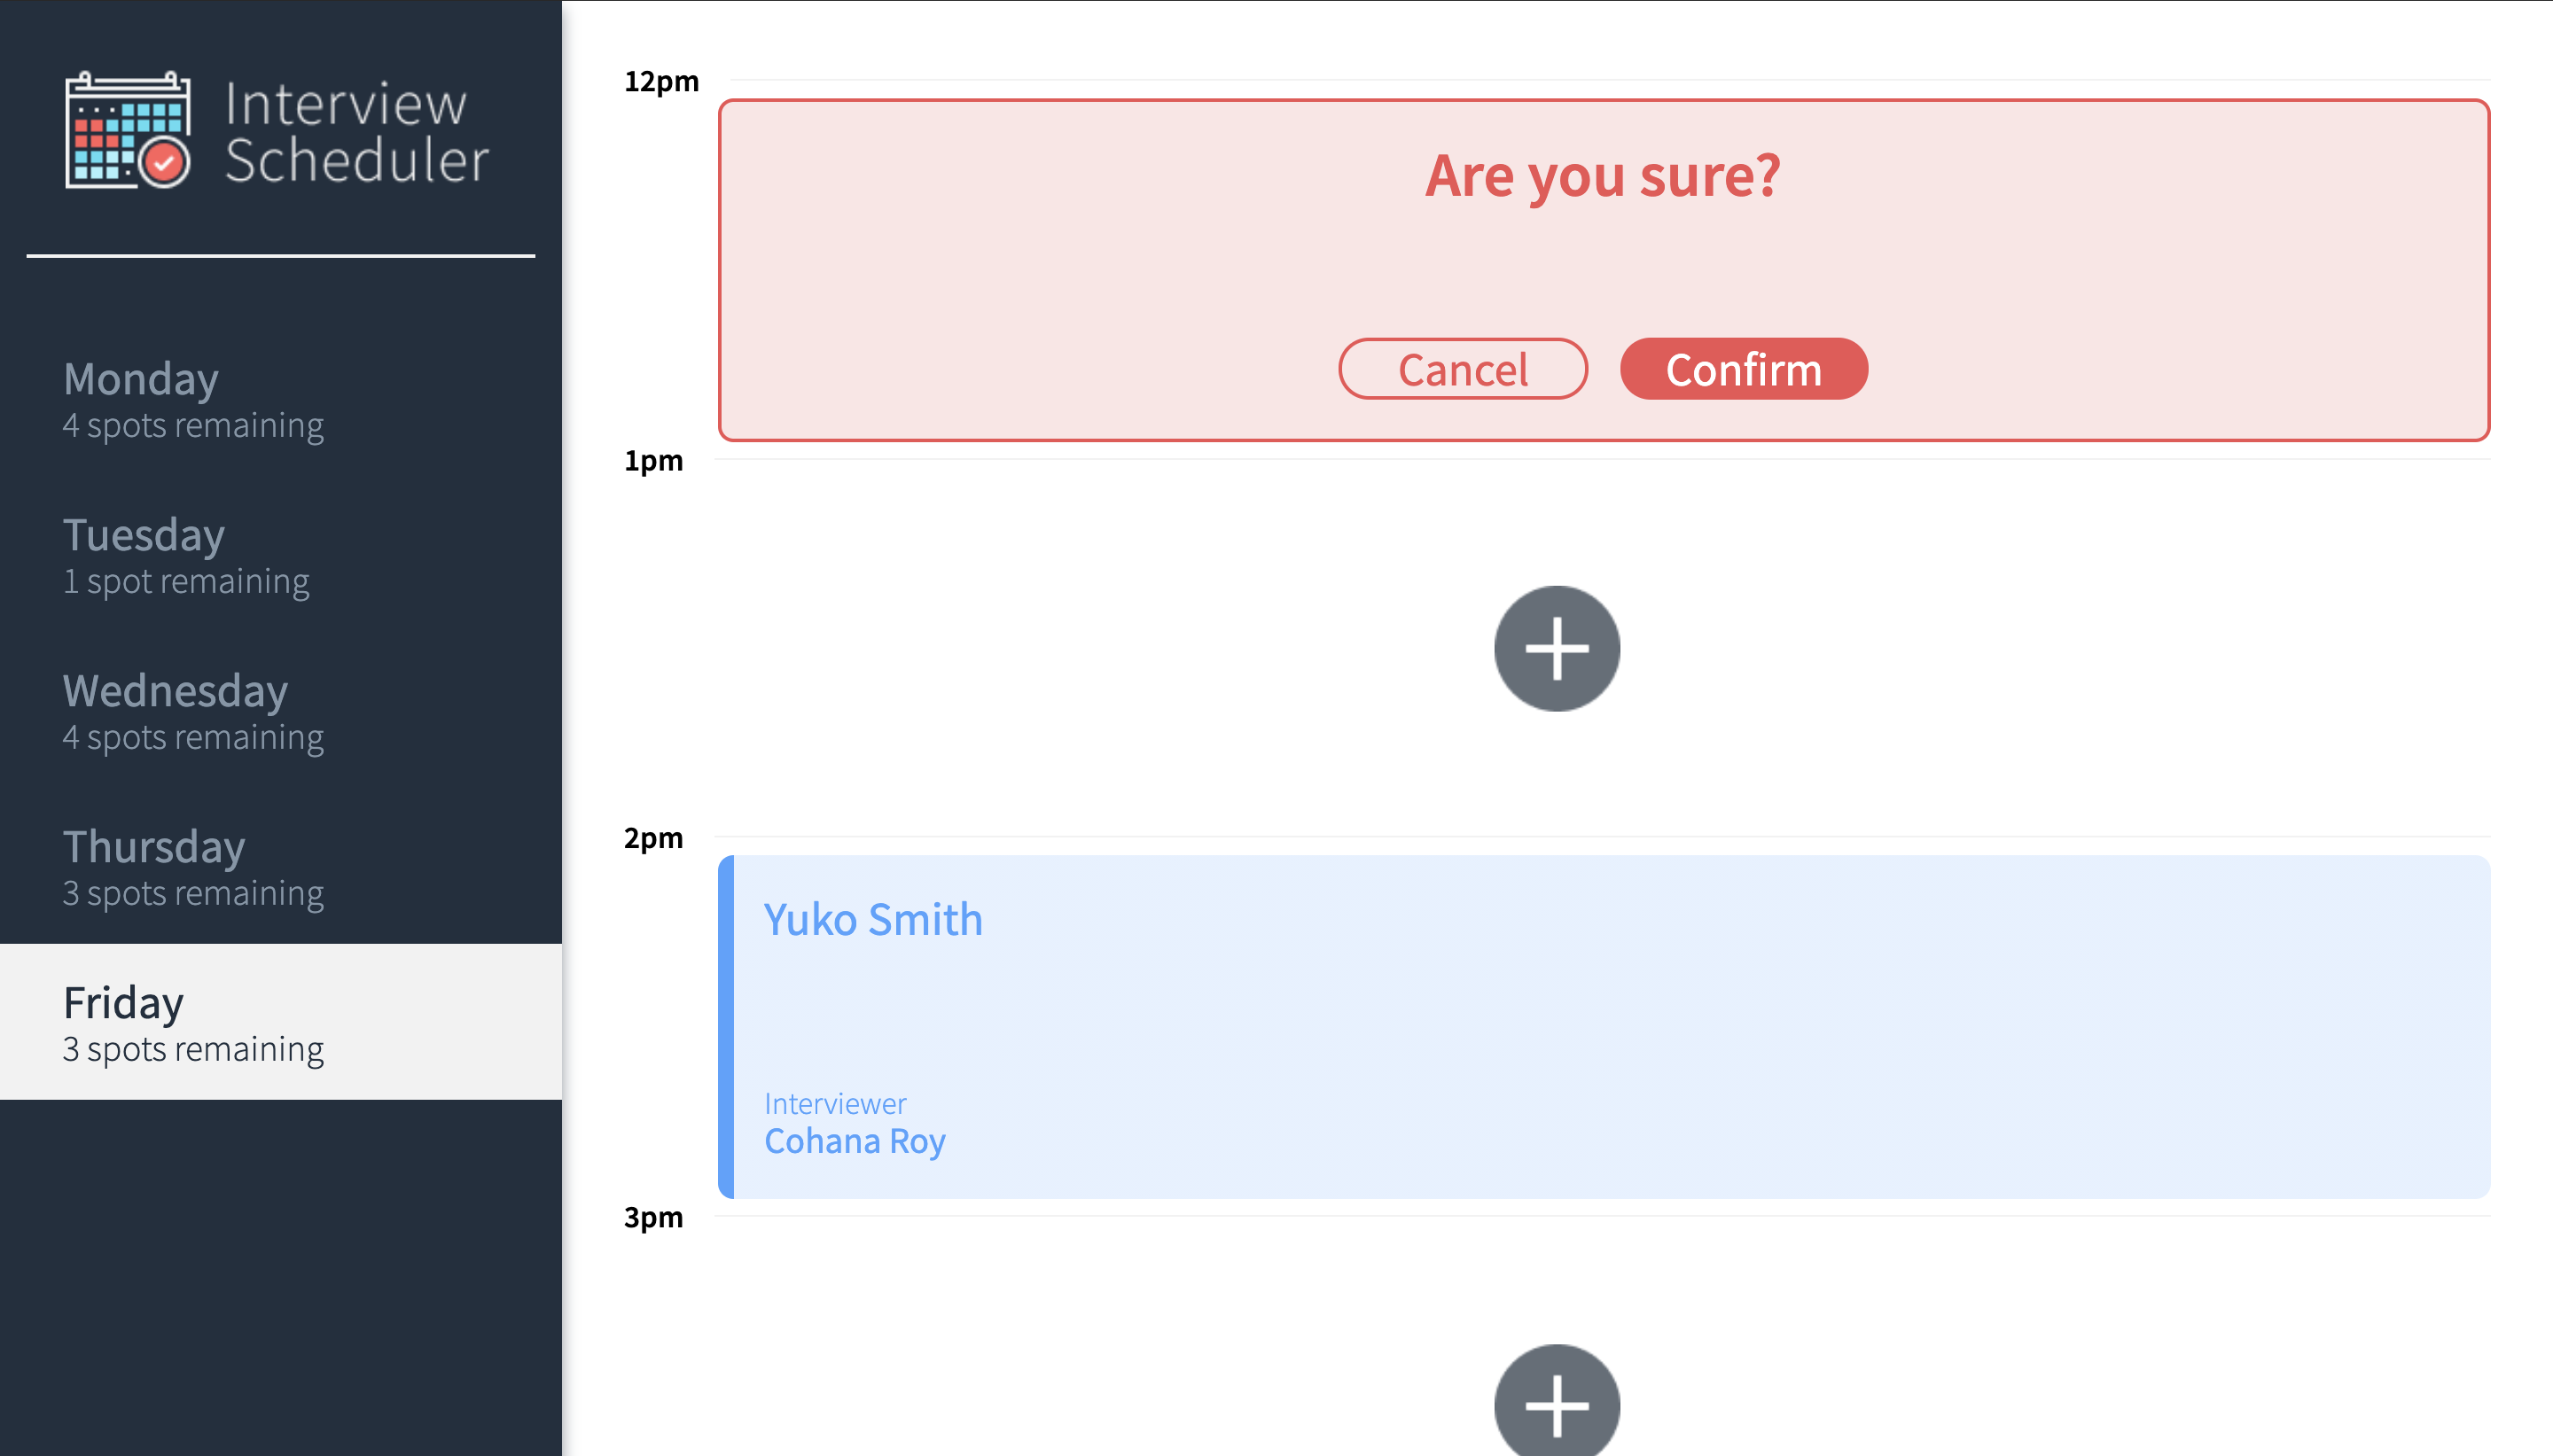 Interview
Scheduler
Monday
4 spots remaining
Tuesday
1 spot remaining
Wednesday
4 spots remaining
Thursday
3 spots remaining
Friday
3 spots remaining
12pm
Are you sure?
Cancel Confirm
1pm
2pm
Yuko Smith
Interviewer
Cohana Roy
3pm